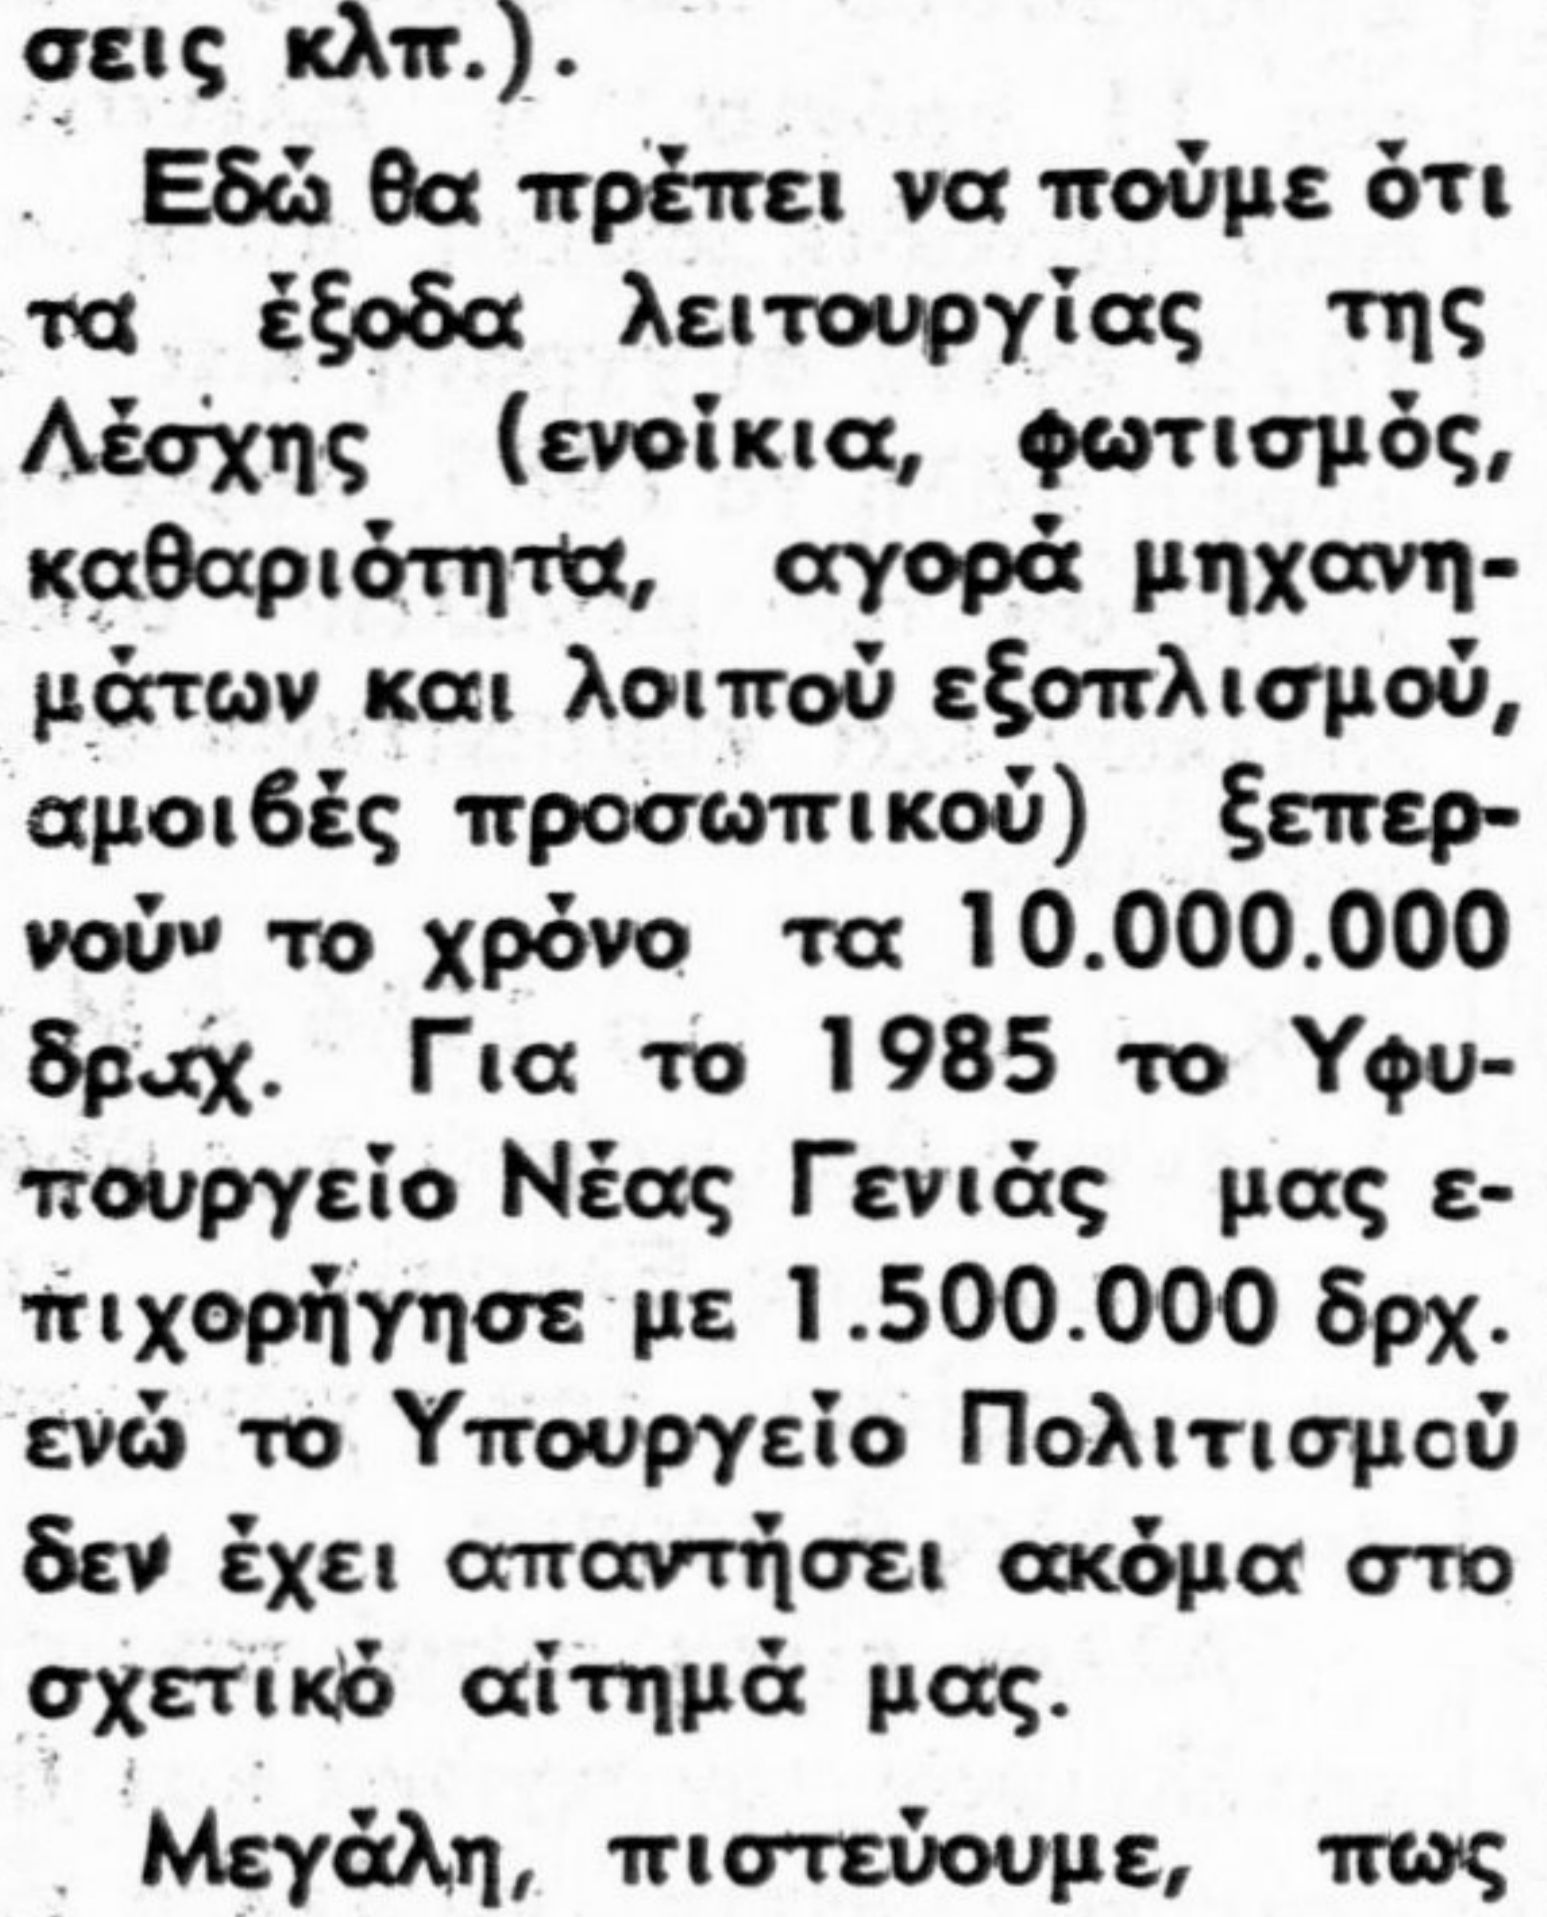 σεις κλπ.).
Εδώ θα πρέπει να πούμε ότι
τα έξοδα λειτουργίας της
Λέσχης (ενοίκια, φωτισμός,
καθαριότητα, αγορά μηχανη-
μάτων και λοιπού εξοπλισμού,
αμοιβές προσωπικού) ξεπερ-
νούν το χρόνο τα 10.000.000
δραχ. Για το 1985 το Υφυ-
πουργείο Νέας Γενιάς μας ε-
πιχορήγησε με 1.500.000 δρχ.
ενώ το Υπουργείο Πολιτισμού
δεν έχει απαντήσει ακόμα στο
σχετικό αίτημά μας.
Μεγάλη, πιστεύουμε, πως